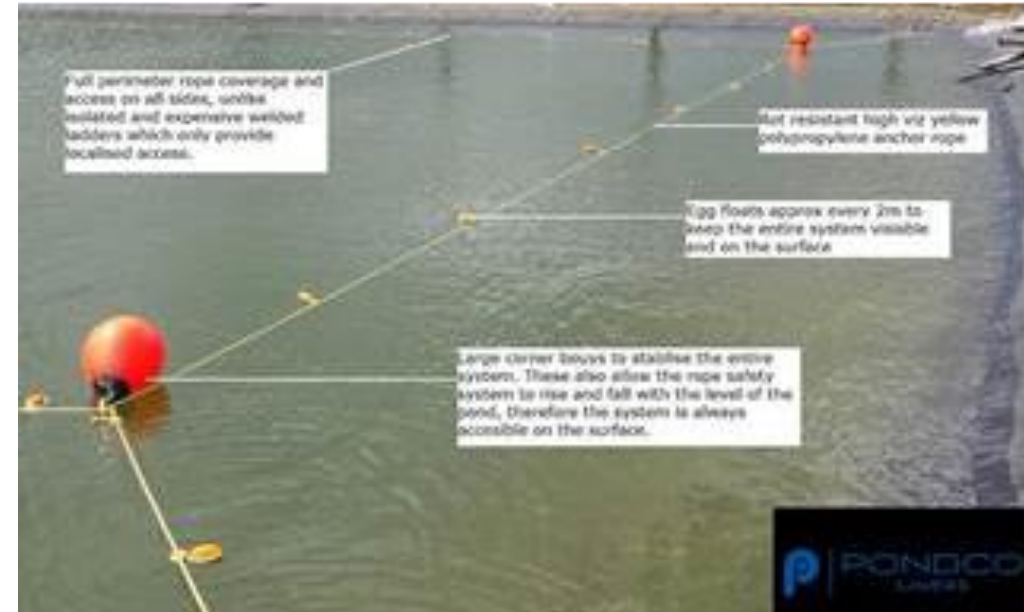 Full perimeter rope coverage and
access on all sides, unlike
isolated and expensive welded
ladders which only provide
localised access.
Rot resistant high viz yellow
polypropylene anchor rope
Egg floats approx every 2m to
keep the entire system visible
and on the surface
Large corner bouys to stablise the entire
system. These also allow the rope safety
system to rise and fall with the level of the
pond, therefore the system is always
accesible on the surface.
PONDCO
LINERS